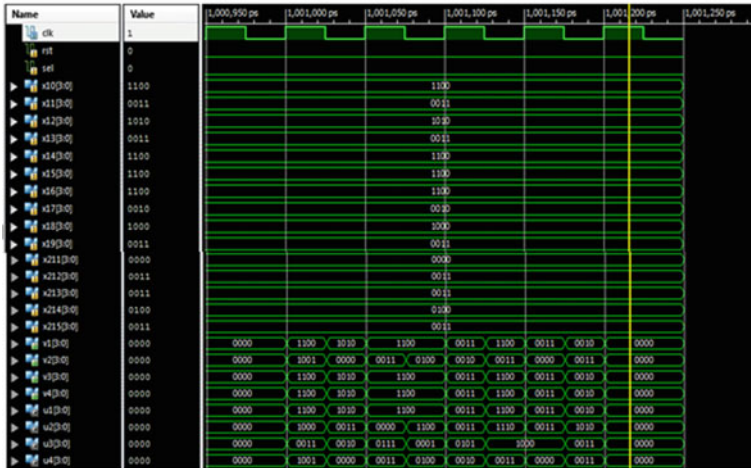 Name Value 1,000,950 ps 1,001,000 ps 1,001,050 ps 1,001,100 ps 1,001,150 ps 1,001,200 ps 1,001,250 ps
clk 1
rst 0
sel 0
x10[3:0] 1100 1100
x11[3:0] 0011 0011
x12[3:0] 1010 1010
x13[3:0] 0011 0011
x14[3:0] 1100 1100
x15[3:0] 1100 1100
x16[3:0] 1100 1100
x17[3:0] 0010 0010
x18[3:0] 1000 1000
x19[3:0] 0011 0011
x211[3:0] 0000 0000
x212[3:0] 0011 0011
x213[3:0] 0011 0011
x214[3:0] 0100 0100
x215[3:0] 0011 0011
v1[3:0] 0000 0000 1100 1010 1100 0011 1100 0011 0010 0000
v2[3:0] 0000 0000 1001 0000 0011 0100 0010 0011 0000 0011 0000
v3[3:0] 0000 0000 1100 1010 1100 0011 1100 0011 0010 0000
v4[3:0] 0000 0000 1100 1010 1100 0011 1100 0011 0010 0000
u1[3:0] 0000 0000 1100 1010 1100 0011 1100 0011 0010 0000
u2[3:0] 0000 0000 1000 0011 0000 1100 0011 1110 0011 1010 0000
u3[3:0] 0000 0000 0011 0010 0111 0001 0101 1000 0011 0000
u4[3:0] 0000 0000 1001 0000 0011 0100 0010 0011 0000 0011 0000